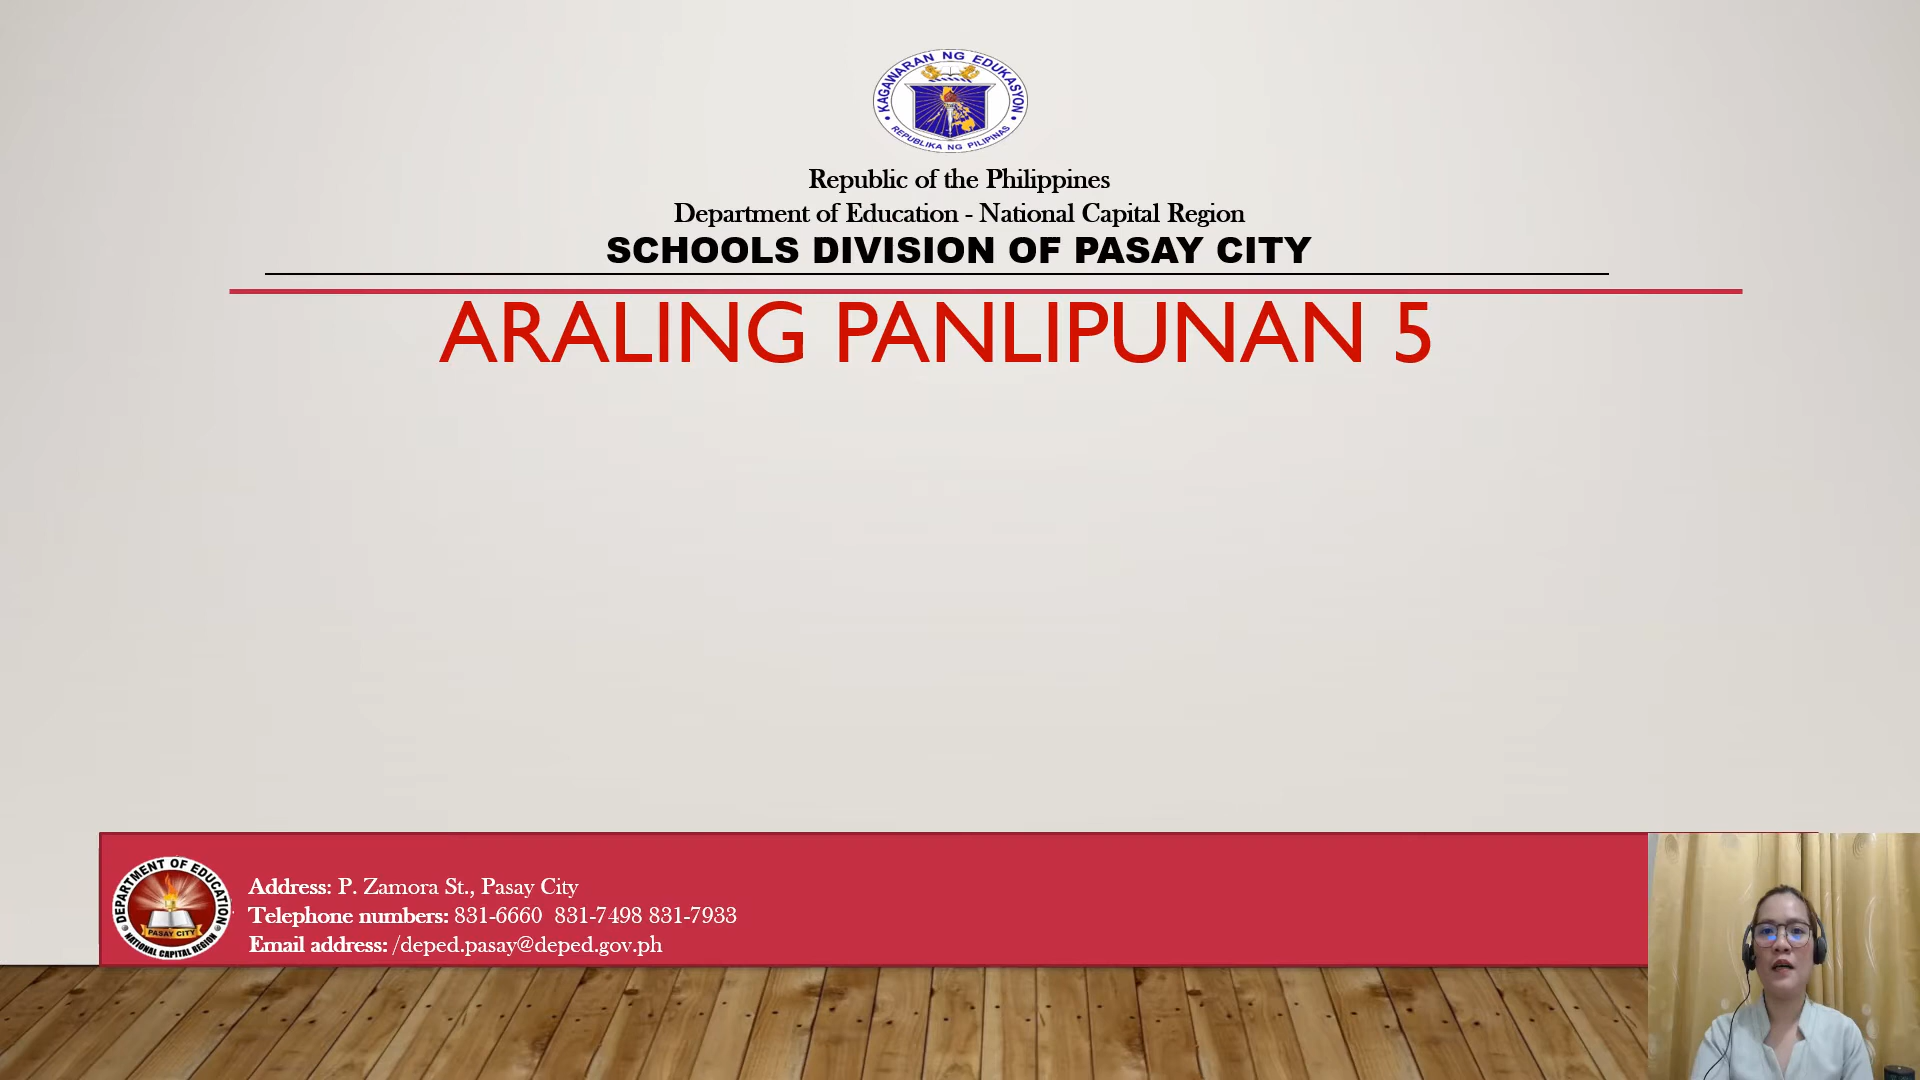 KAGAWARAN NG EDUKASYON
REPUBLIKA NG PILIPINAS
Republic of the Philippines
Department of Education - National Capital Region
SCHOOLS DIVISION OF PASAY CITY
ARALING PANLIPUNAN 5
DEPARTMENT OF EDUCATION
PASAY CITY
NATIONAL CAPITAL REGION
Address: P. Zamora St., Pasay City
Telephone numbers: 831-6660 831-7498 831-7933
Email address: /deped.pasay@deped.gov.ph